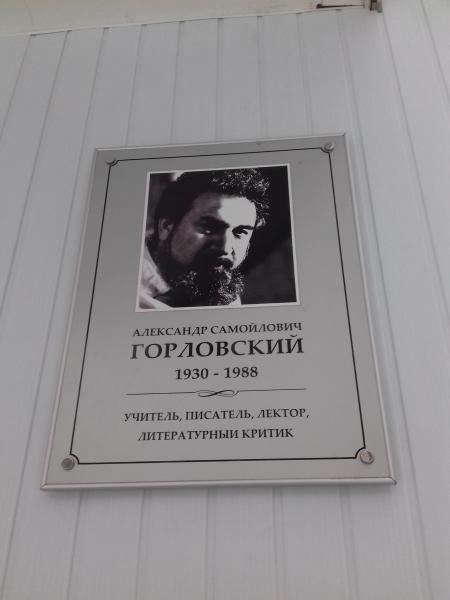 АЛЕКСАНДР САМОЙЛОВИЧ
ГОРЛОВСКИЙ
1930 - 1988
УЧИТЕЛЬ, ПИСАТЕЛЬ, ЛЕКТОР,
ЛИТЕРАТУРНЫЙ КРИТИК